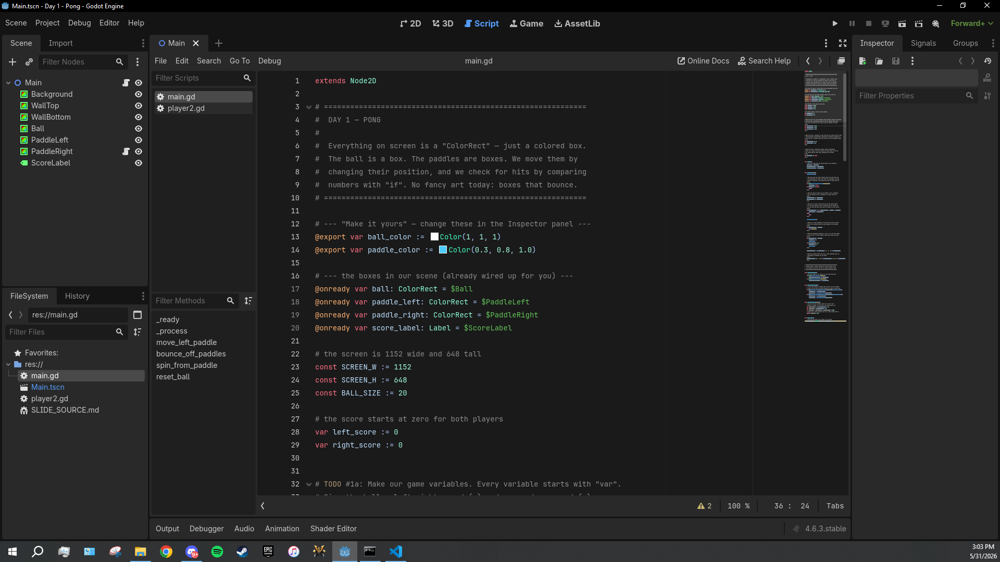 Main.tscn - Day 1 - Pong - Godot Engine
Scene Project Debug Editor Help
2D 3D Script Game AssetLib
Forward+
Scene Import
Filter Nodes
Main
Background
WallTop
WallBottom
Ball
PaddleLeft
PaddleRight
ScoreLabel
FileSystem History
res://main.gd
Filter Files
Favorites:
res://
main.gd
Main.tscn
player2.gd
SLIDE_SOURCE.md
Main
File Edit Search Go To Debug
main.gd
Online Docs Search Help
Filter Scripts
main.gd
player2.gd
Filter Methods
_ready
_process
move_left_paddle
bounce_off_paddles
spin_from_paddle
reset_ball
1 extends Node2D
2
3 # ============================================================
4 #  DAY 1 — PONG
5 #
6 #  Everything on screen is a "ColorRect" — just a colored box.
7 #  The ball is a box. The paddles are boxes. We move them by
8 #  changing their position, and we check for hits by comparing
9 #  numbers with "if". No fancy art today: boxes that bounce.
10 # ============================================================
11
12 # --- "Make it yours" — change these in the Inspector panel ---
13 @export var ball_color := Color(1, 1, 1)
14 @export var paddle_color := Color(0.3, 0.8, 1.0)
15
16 # --- the boxes in our scene (already wired up for you) ---
17 @onready var ball: ColorRect = $Ball
18 @onready var paddle_left: ColorRect = $PaddleLeft
19 @onready var paddle_right: ColorRect = $PaddleRight
20 @onready var score_label: Label = $ScoreLabel
21
22 # the screen is 1152 wide and 648 tall
23 const SCREEN_W := 1152
24 const SCREEN_H := 648
25 const BALL_SIZE := 20
26
27 # the score starts at zero for both players
28 var left_score := 0
29 var right_score := 0
30
31
32 # TODO #1a: Make our game variables. Every variable starts with "var".
2 100 % 36 : 24 Tabs
Output Debugger Audio Animation Shader Editor
4.6.3.stable
Inspector Signals Groups
Filter Properties
9+
EPIC GAMES
3:03 PM
5/31/2026